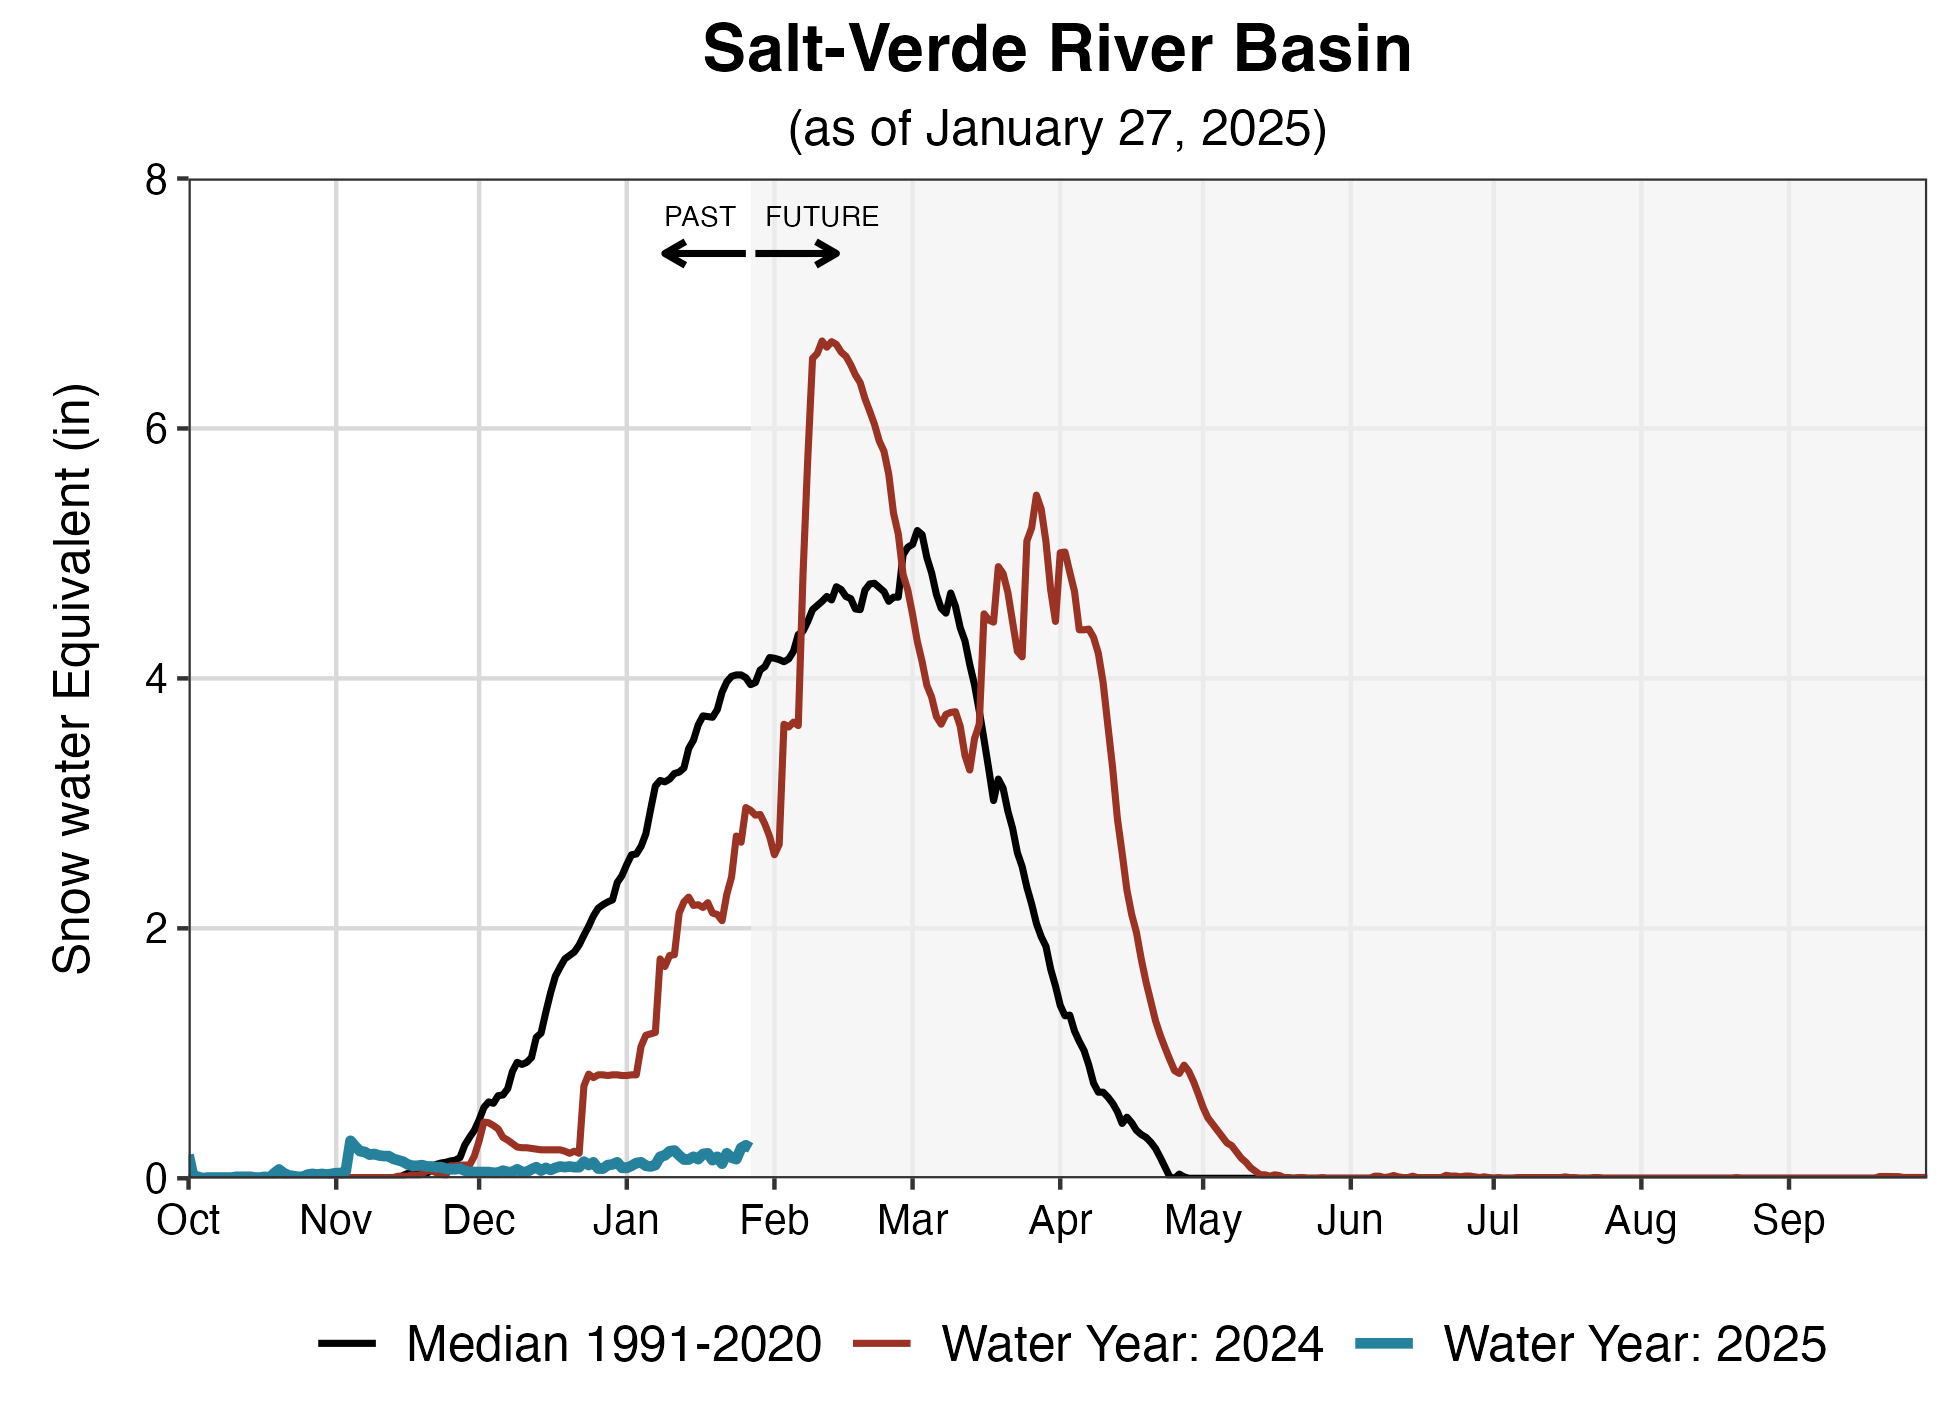 Salt-Verde River Basin
(as of January 27, 2025)
PAST FUTURE
Snow water Equivalent (in)
8
6
4
2
0
Oct Nov Dec Jan Feb Mar Apr May Jun Jul Aug Sep
Median 1991-2020 Water Year: 2024 Water Year: 2025